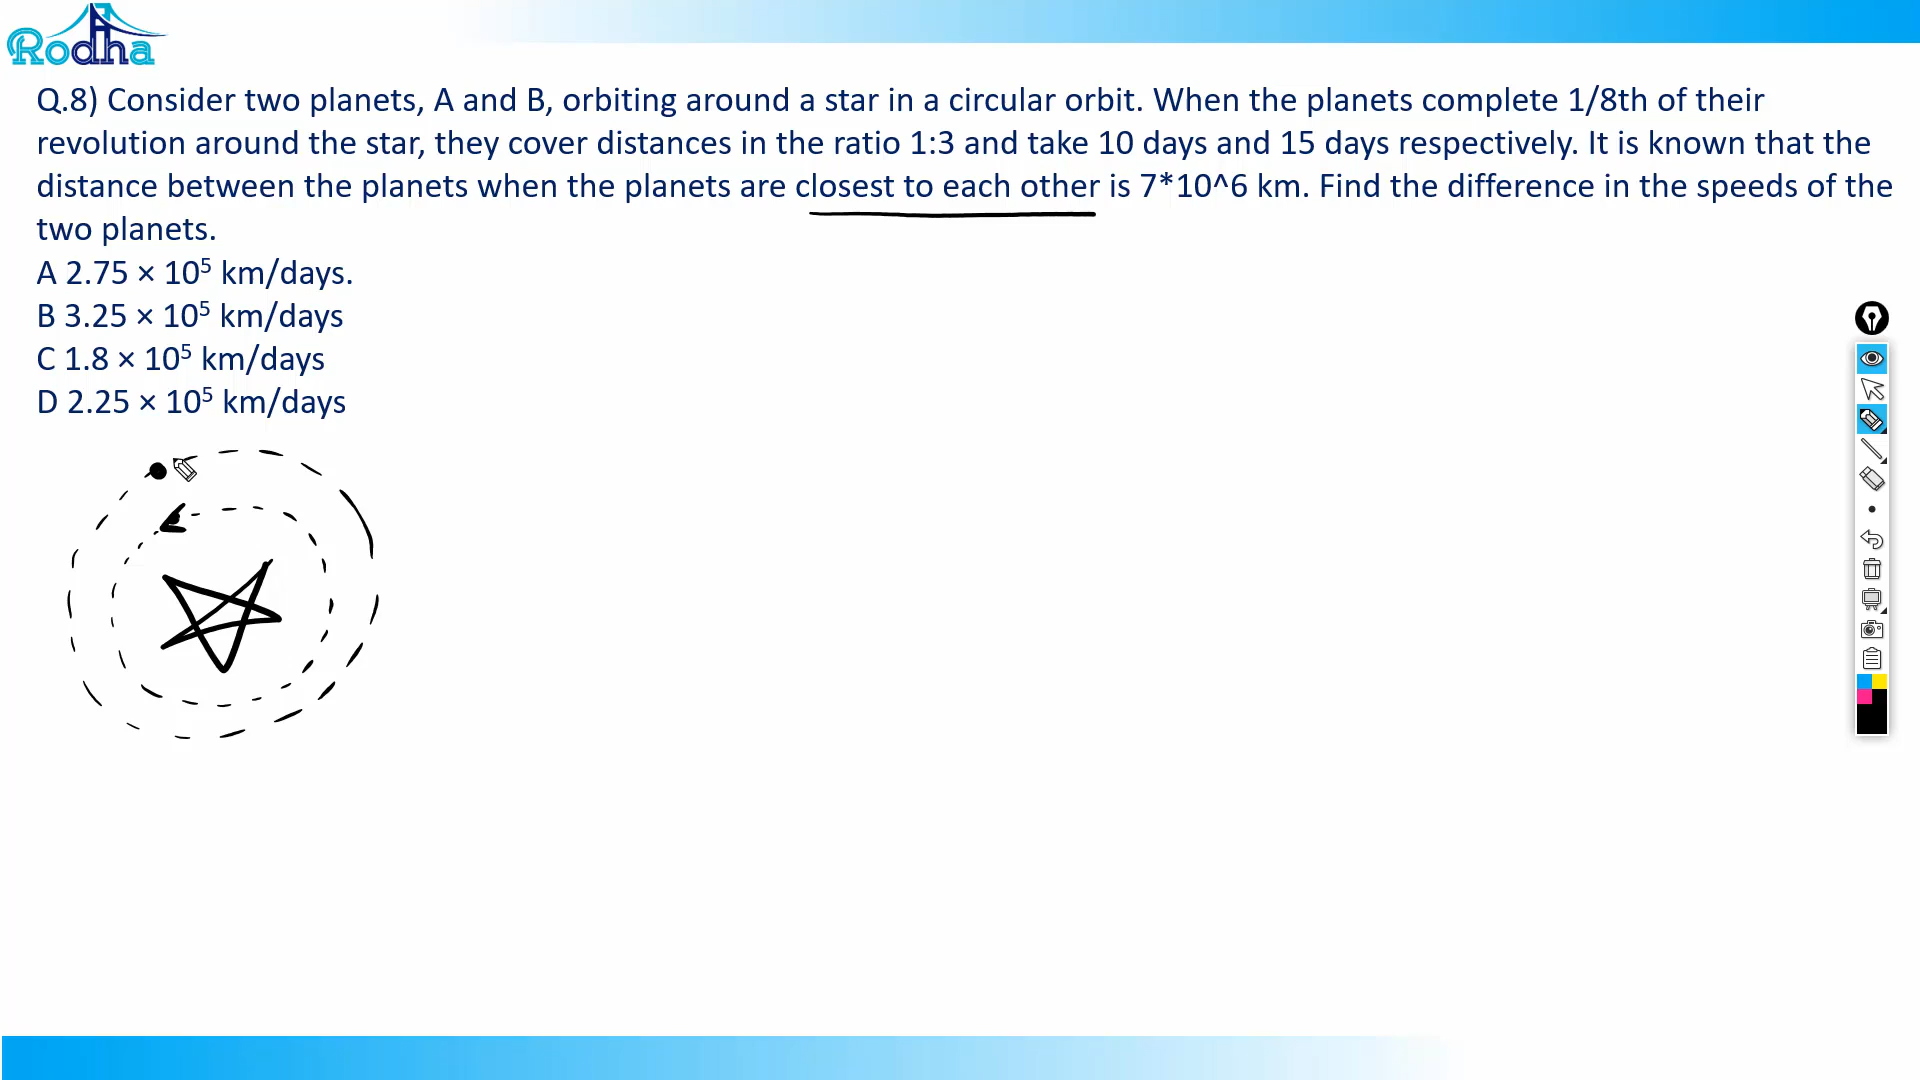 Rodha
Q.8) Consider two planets, A and B, orbiting around a star in a circular orbit. When the planets complete 1/8th of their
revolution around the star, they cover distances in the ratio 1:3 and take 10 days and 15 days respectively. It is known that the
distance between the planets when the planets are closest to each other is 7*10^6 km. Find the difference in the speeds of the
two planets.
A 2.75 × 10⁵ km/days.
B 3.25 × 10⁵ km/days
C 1.8 × 10⁵ km/days
D 2.25 × 10⁵ km/days